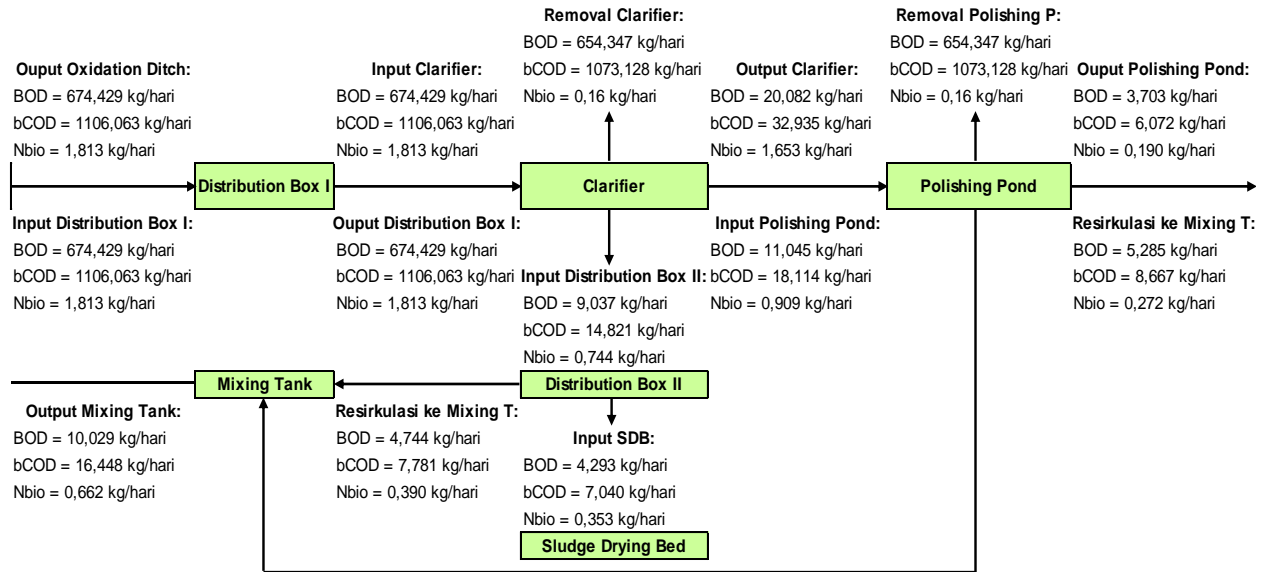 Removal Clarifier:
BOD = 654,347 kg/hari
bCOD = 1073,128 kg/hari
Nbio = 0,16 kg/hari
Removal Polishing P:
BOD = 654,347 kg/hari
bCOD = 1073,128 kg/hari
Nbio = 0,16 kg/hari
Ouput Oxidation Ditch:
BOD = 674,429 kg/hari
bCOD = 1106,063 kg/hari
Nbio = 1,813 kg/hari
Input Clarifier:
BOD = 674,429 kg/hari
bCOD = 1106,063 kg/hari
Nbio = 1,813 kg/hari
Output Clarifier:
BOD = 20,082 kg/hari
bCOD = 32,935 kg/hari
Nbio = 1,653 kg/hari
Ouput Polishing Pond:
BOD = 3,703 kg/hari
bCOD = 6,072 kg/hari
Nbio = 0,190 kg/hari
Distribution Box I
Clarifier
Polishing Pond
Input Distribution Box I:
BOD = 674,429 kg/hari
bCOD = 1106,063 kg/hari
Nbio = 1,813 kg/hari
Ouput Distribution Box I:
BOD = 674,429 kg/hari
bCOD = 1106,063 kg/hari
Nbio = 1,813 kg/hari
Input Distribution Box II:
BOD = 9,037 kg/hari
bCOD = 14,821 kg/hari
Nbio = 0,744 kg/hari
Input Polishing Pond:
BOD = 11,045 kg/hari
bCOD = 18,114 kg/hari
Nbio = 0,909 kg/hari
Resirkulasi ke Mixing T:
BOD = 5,285 kg/hari
bCOD = 8,667 kg/hari
Nbio = 0,272 kg/hari
Mixing Tank
Distribution Box II
Output Mixing Tank:
BOD = 10,029 kg/hari
bCOD = 16,448 kg/hari
Nbio = 0,662 kg/hari
Resirkulasi ke Mixing T:
BOD = 4,744 kg/hari
bCOD = 7,781 kg/hari
Nbio = 0,390 kg/hari
Input SDB:
BOD = 4,293 kg/hari
bCOD = 7,040 kg/hari
Nbio = 0,353 kg/hari
Sludge Drying Bed